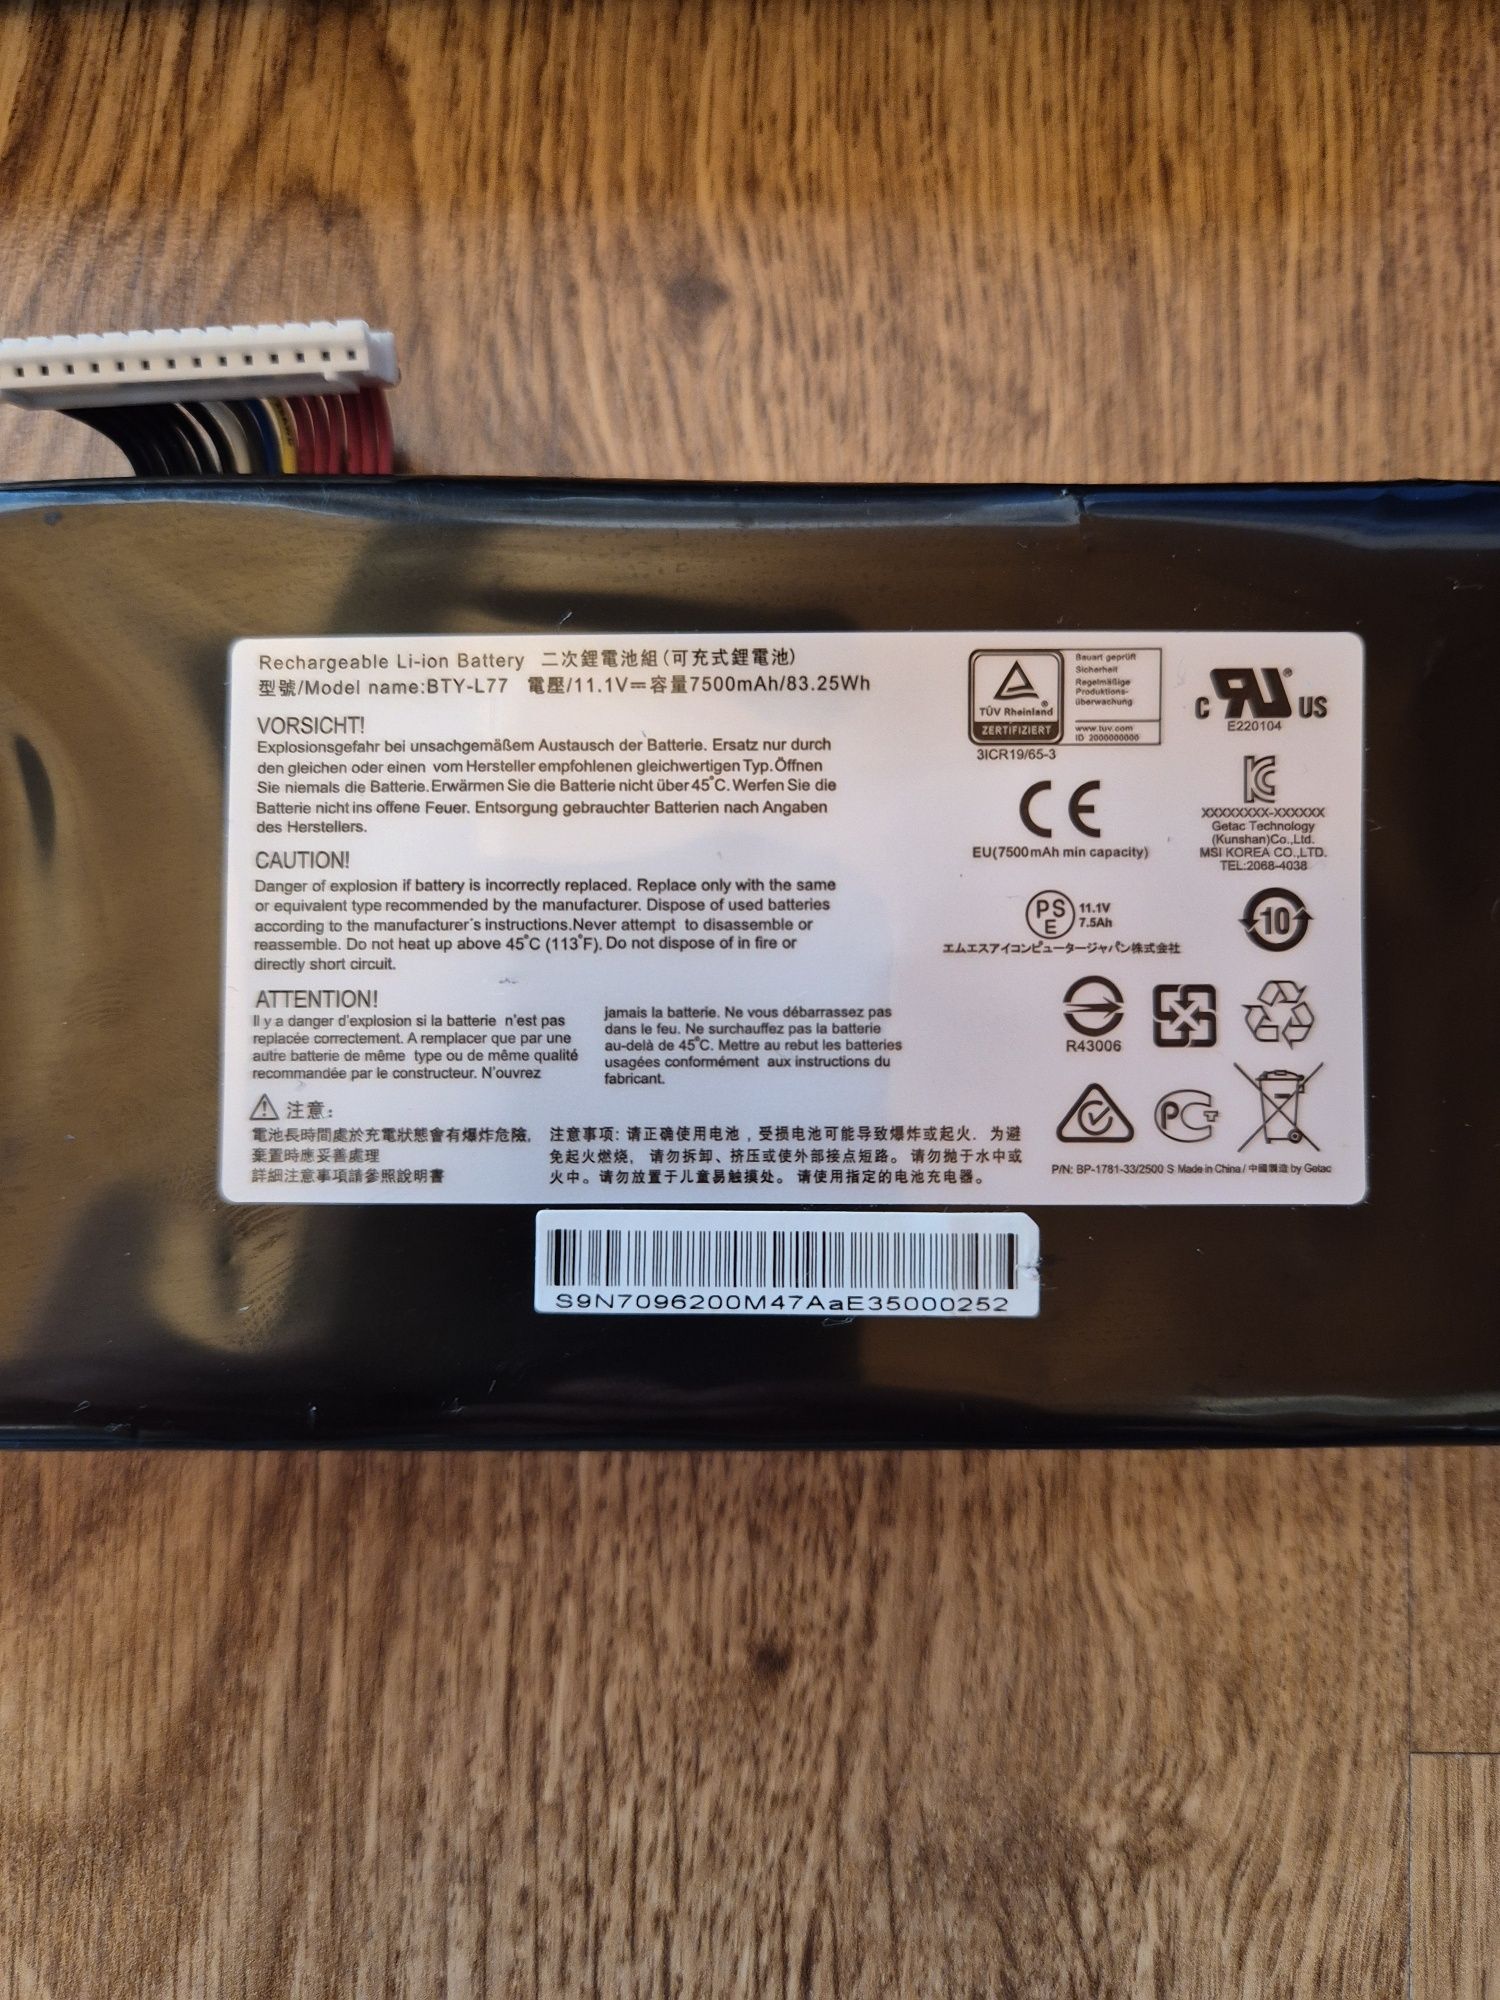 Rechargeable Li-ion Battery 二次鋰電池組(可充式鋰電池)
型號/Model name:BTY-L77 電壓/11.1V⎓容量7500mAh/83.25Wh
VORSICHT!
Explosionsgefahr bei unsachgemäßem Austausch der Batterie. Ersatz nur durch
den gleichen oder einen vom Hersteller empfohlenen gleichwertigen Typ.Öffnen
Sie niemals die Batterie.Erwärmen Sie die Batterie nicht über 45°C.Werfen Sie die
Batterie nicht ins offene Feuer. Entsorgung gebrauchter Batterien nach Angaben
des Herstellers.
CAUTION!
Danger of explosion if battery is incorrectly replaced. Replace only with the same
or equivalent type recommended by the manufacturer. Dispose of used batteries
according to the manufacturer's instructions.Never attempt to disassemble or
reassemble. Do not heat up above 45°C (113°F). Do not dispose of in fire or
directly short circuit.
ATTENTION!
Il y a danger d'explosion si la batterie n'est pas
replacée correctement. A remplacer que par une
autre batterie de même type ou de même qualité
recommandée par le constructeur. N'ouvrez
jamais la batterie. Ne vous débarrassez pas
dans le feu. Ne surchauffez pas la batterie
au-delà de 45°C. Mettre au rebut les batteries
usagées conformément aux instructions du
fabricant.
注意:
電池長時間處於充電狀態會有爆炸危險,
棄置時應妥善處理
詳細注意事項請參照說明書
注意事项: 请正确使用电池，受损电池可能导致爆炸或起火. 为避
免起火燃烧, 请勿拆卸、挤压或使外部接点短路。请勿抛于水中或
火中。请勿放置于儿童易触摸处。请使用指定的电池充电器。
TÜV Rheinland
ZERTIFIZIERT
Bauart geprüft
Sicherheit
Regelmäßige
Produktions-
überwachung
www.tuv.com
ID 2000000000
3ICR19/65-3
C RU® US
E220104
CE
EU(7500mAh min capacity)
KC
XXXXXXXX-XXXXXX
Getac Technology
(Kunshan)Co.,Ltd.
MSI KOREA CO.,LTD.
TEL:2068-4038
PS
E
11.1V
7.5Ah
エムエスアイコンピュータージャパン株式会社
10
R43006
PCT
P/N: BP-1781-33/2500 S Made in China / 中國製造 by Getac
S9N7096200M47AaE35000252